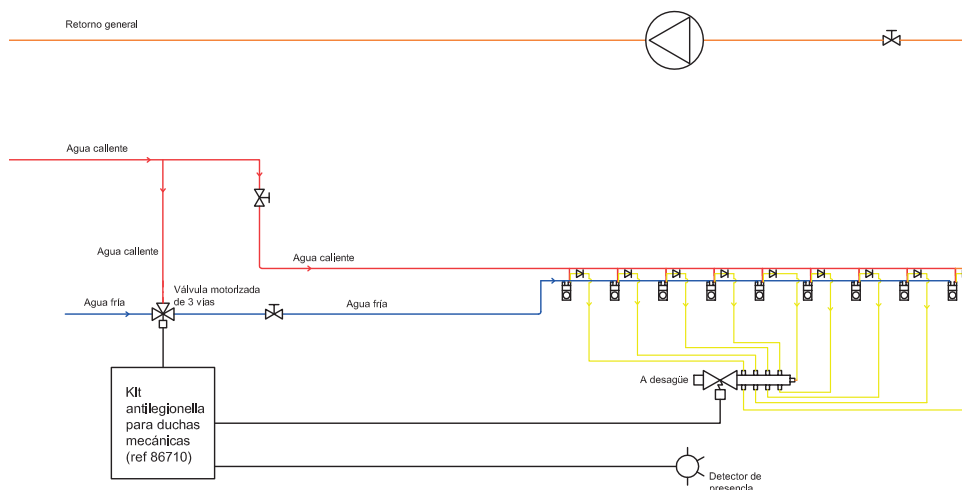 Retorno general
Agua caliente
Agua caliente
Agua caliente
Válvula motorizada
de 3 vías
Agua fría
Agua fría
A desagüe
Kit
antilegionella
para duchas
mecánicas
(ref 86710)
Detector de
presencia